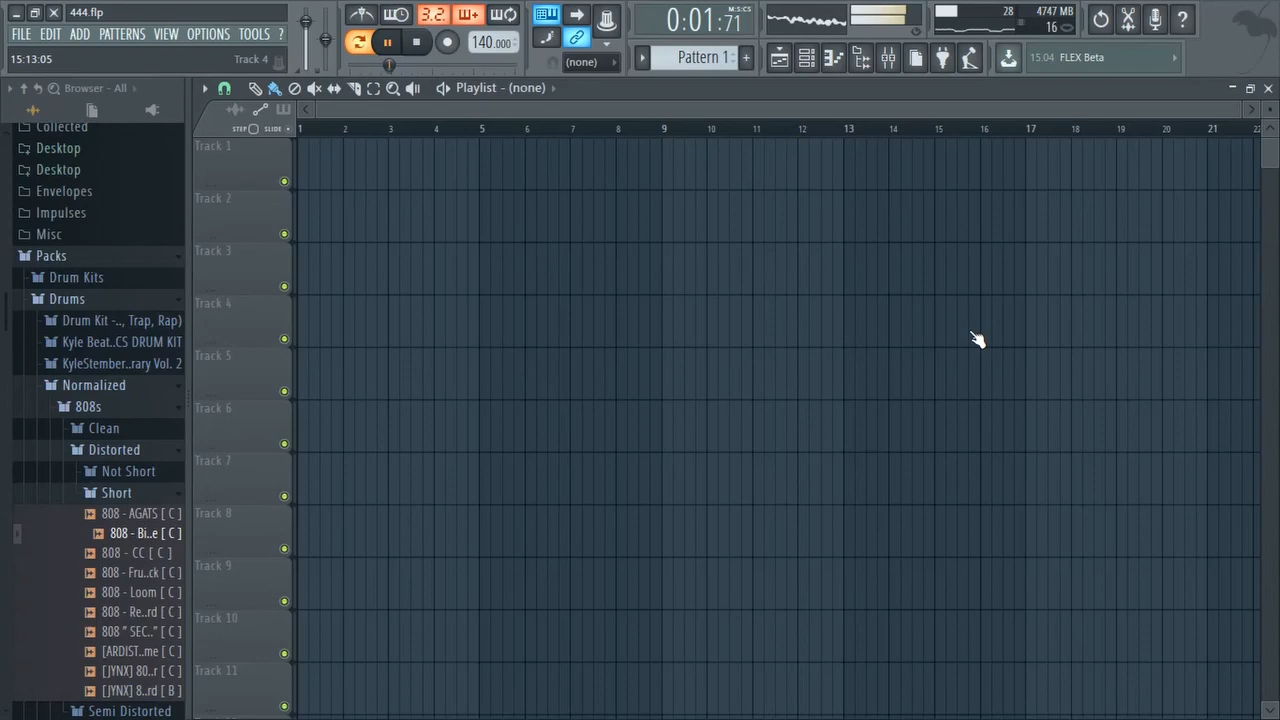 444.flp
FILE EDIT ADD PATTERNS VIEW OPTIONS TOOLS ?
15:13:05 Track 4
3.2.
140.000
(none)
0:01:71
M:S:CS
Pattern 1
28
4747 MB
16
15.04 FLEX Beta
Browser - All
Playlist - (none)
STEP SLIDE
1 2 3 4 5 6 7 8 9 10 11 12 13 14 15 16 17 18 19 20 21 22
Collected
Desktop
Desktop
Envelopes
Impulses
Misc
Packs
Drum Kits
Drums
Drum Kit -.., Trap, Rap)
Kyle Beat..CS DRUM KIT
KyleStember..rary Vol. 2
Normalized
808s
Clean
Distorted
Not Short
Short
808 - AGATS [ C ]
808 - Bi..e [ C ]
808 - CC [ C ]
808 - Fru..ck [ C ]
808 - Loom [ C ]
808 - Re..rd [ C ]
808 " SEC.." [ C ]
[ARDIST..me [ C ]
[JYNX] 80..r [ C ]
[JYNX] 8..rd [ B ]
Semi Distorted
Track 1
Track 2
Track 3
Track 4
Track 5
Track 6
Track 7
Track 8
Track 9
Track 10
Track 11